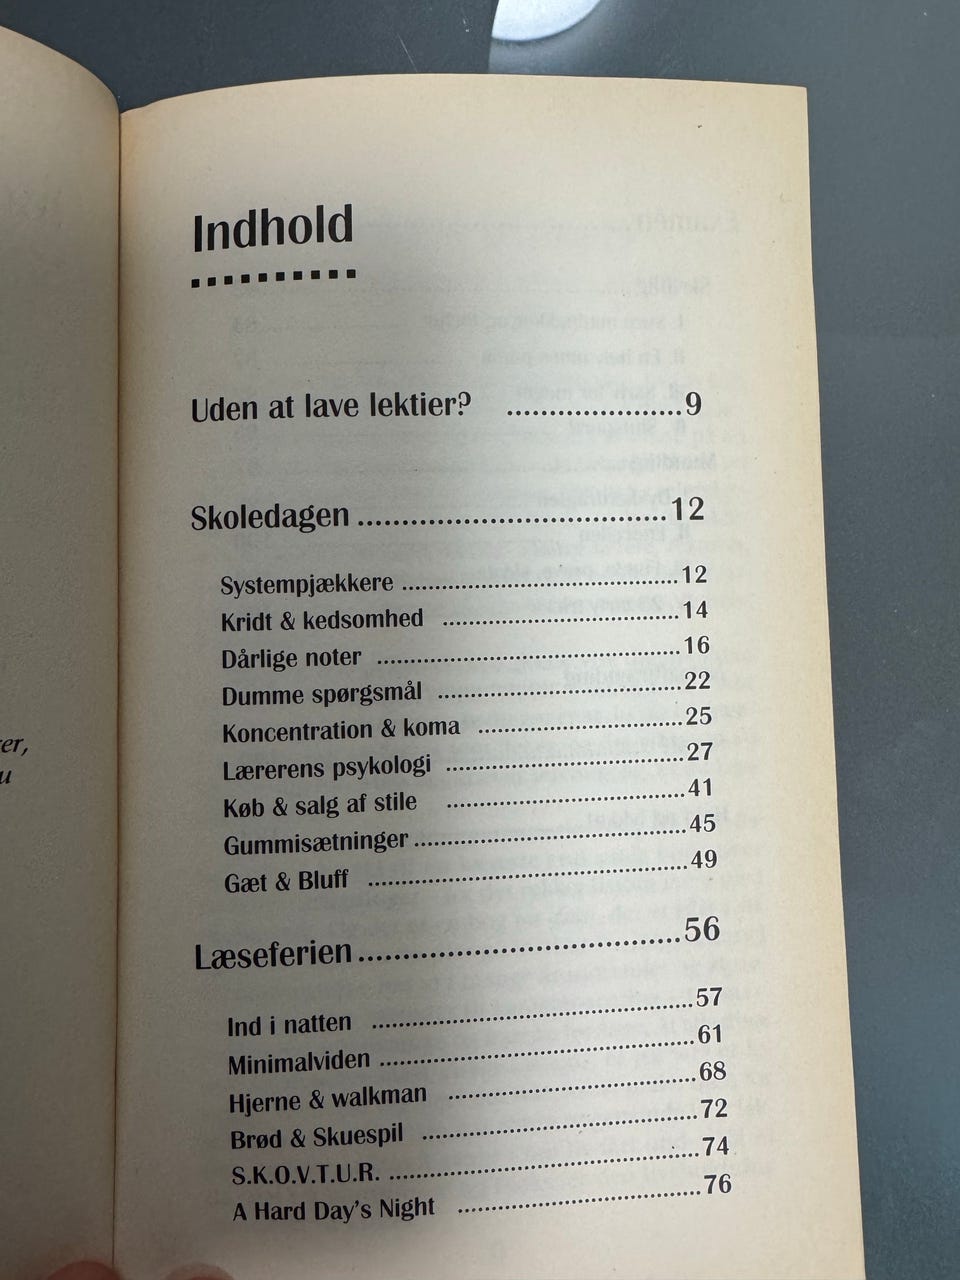 er,
u
Indhold
Uden at lave lektier? ....................9
Skoledagen ...................................12
Systempjækkere ........................................12
Kridt & kedsomhed ..................................14
Dårlige noter ............................................16
Dumme spørgsmål ...................................22
Koncentration & koma .............................25
Lærerens psykologi ..................................27
Køb & salg af stile ..................................41
Gummisætninger .......................................45
Gæt & Bluff .............................................49
Læseferien .....................................56
Ind i natten ..............................................57
Minimalviden .............................................61
Hjerne & walkman ...................................68
Brød & Skuespil .......................................72
S.K.O.V.T.U.R. ...........................................74
A Hard Day's Night ..................................76